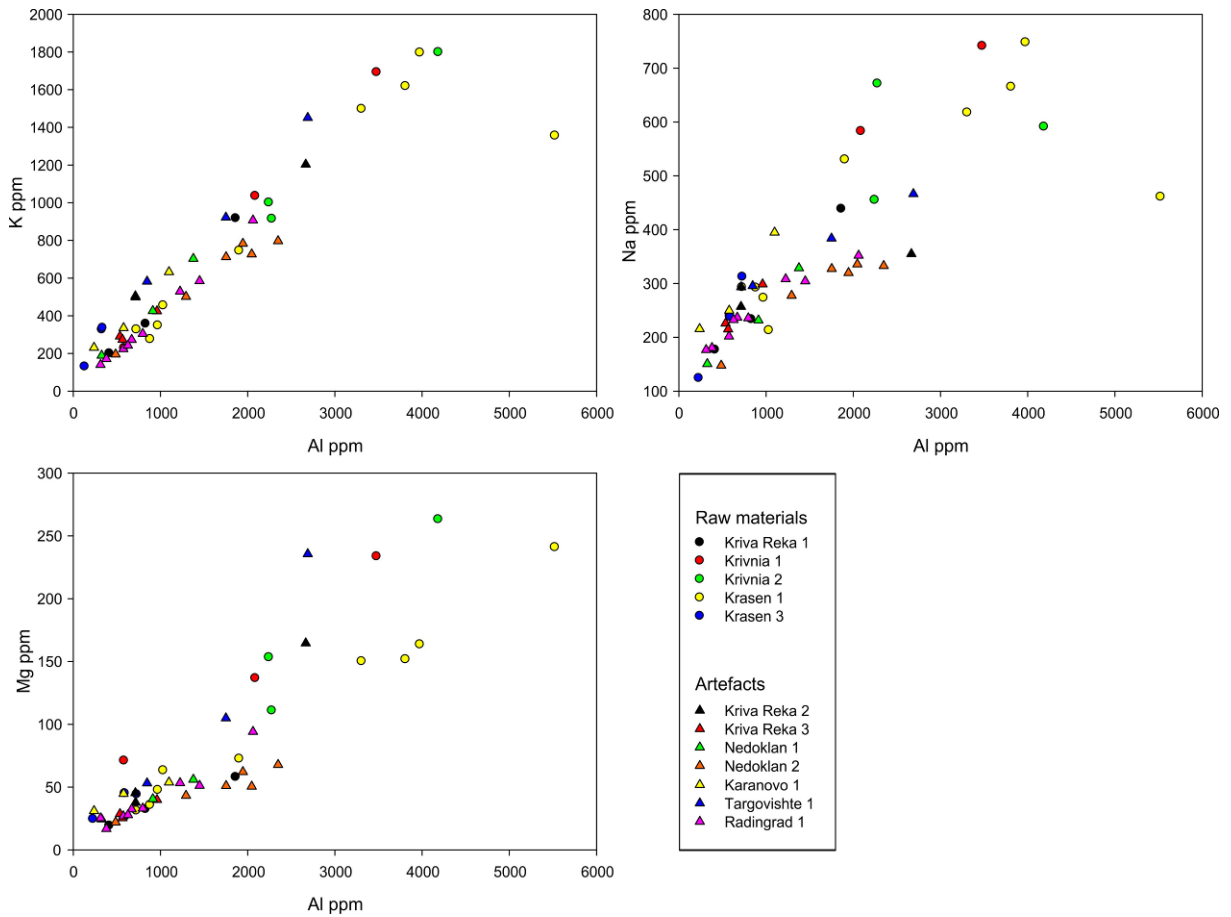 2000
1800
1600
1400
1200
1000
800
600
400
200
0
K ppm
0 1000 2000 3000 4000 5000 6000
Al ppm
800
700
600
500
400
300
200
100
Na ppm
0 1000 2000 3000 4000 5000 6000
Al ppm
300
250
200
150
100
50
0
Mg ppm
0 1000 2000 3000 4000 5000 6000
Al ppm
Raw materials
Kriva Reka 1
Krivnia 1
Krivnia 2
Krasen 1
Krasen 3
Artefacts
Kriva Reka 2
Kriva Reka 3
Nedoklan 1
Nedoklan 2
Karanovo 1
Targovishte 1
Radingrad 1